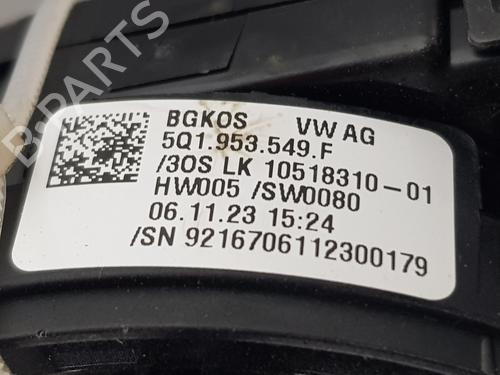 BGKOS VW AG
5Q1.953.549.F
/3OS LK 10518310-01
HW005 /SW0080
06.11.23 15:24
/SN 9216706112300179
B-PARTS